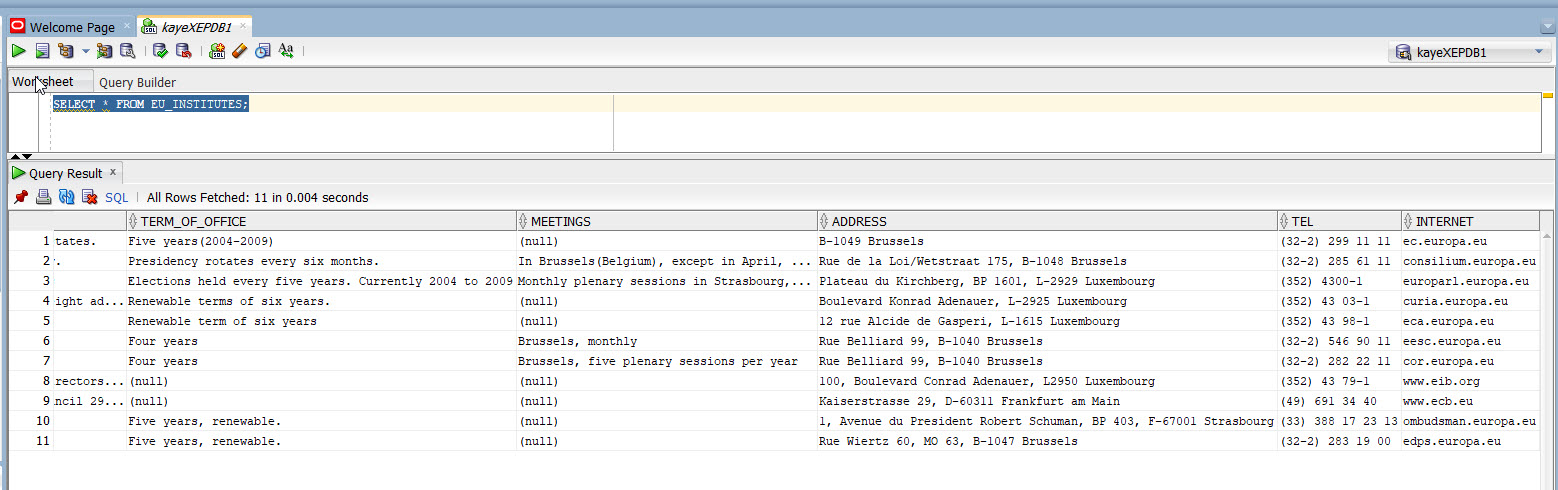 Welcome Page kayeXEPDB1
kayeXEPDB1
Worksheet Query Builder
SELECT * FROM EU_INSTITUTES;
Query Result
SQL All Rows Fetched: 11 in 0.004 seconds
TERM_OF_OFFICE MEETINGS ADDRESS TEL INTERNET
1 tates. Five years(2004-2009) (null) B-1049 Brussels (32-2) 299 11 11 ec.europa.eu
2 . Presidency rotates every six months. In Brussels(Belgium), except in April, ... Rue de la Loi/Wetstraat 175, B-1048 Brussels (32-2) 285 61 11 consilium.europa.eu
3 Elections held every five years. Currently 2004 to 2009 Monthly plenary sessions in Strasbourg,... Plateau du Kirchberg, BP 1601, L-2929 Luxembourg (352) 4300-1 europarl.europa.eu
4 ight ad... Renewable terms of six years. (null) Boulevard Konrad Adenauer, L-2925 Luxembourg (352) 43 03-1 curia.europa.eu
5 Renewable term of six years (null) 12 rue Alcide de Gasperi, L-1615 Luxembourg (352) 43 98-1 eca.europa.eu
6 Four years Brussels, monthly Rue Belliard 99, B-1040 Brussels (32-2) 546 90 11 eesc.europa.eu
7 Four years Brussels, five plenary sessions per year Rue Belliard 99, B-1040 Brussels (32-2) 282 22 11 cor.europa.eu
8 rectors... (null) (null) 100, Boulevard Conrad Adenauer, L2950 Luxembourg (352) 43 79-1 www.eib.org
9 ncil 29... (null) (null) Kaiserstrasse 29, D-60311 Frankfurt am Main (49) 691 34 40 www.ecb.eu
10 Five years, renewable. (null) 1, Avenue du President Robert Schuman, BP 403, F-67001 Strasbourg (33) 388 17 23 13 ombudsman.europa.eu
11 Five years, renewable. (null) Rue Wiertz 60, MO 63, B-1047 Brussels (32-2) 283 19 00 edps.europa.eu